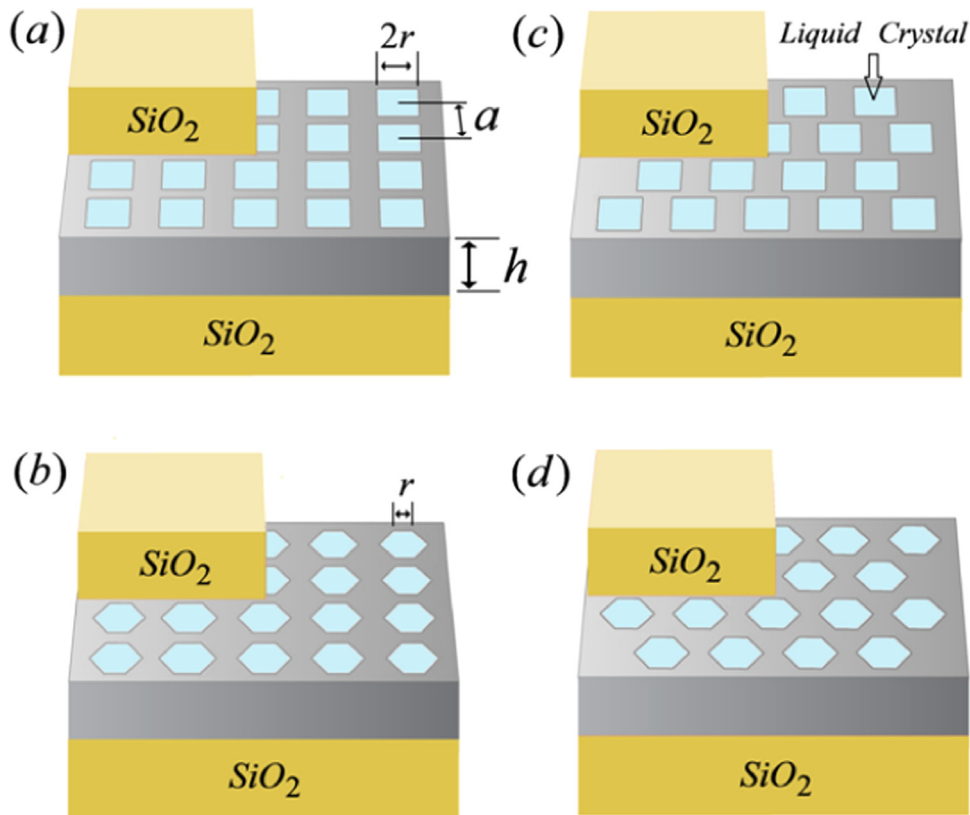 (a)
2r
SiO₂
a
h
SiO₂
(c)
Liquid Crystal
SiO₂
SiO₂
(b)
r
SiO₂
SiO₂
(d)
SiO₂
SiO₂